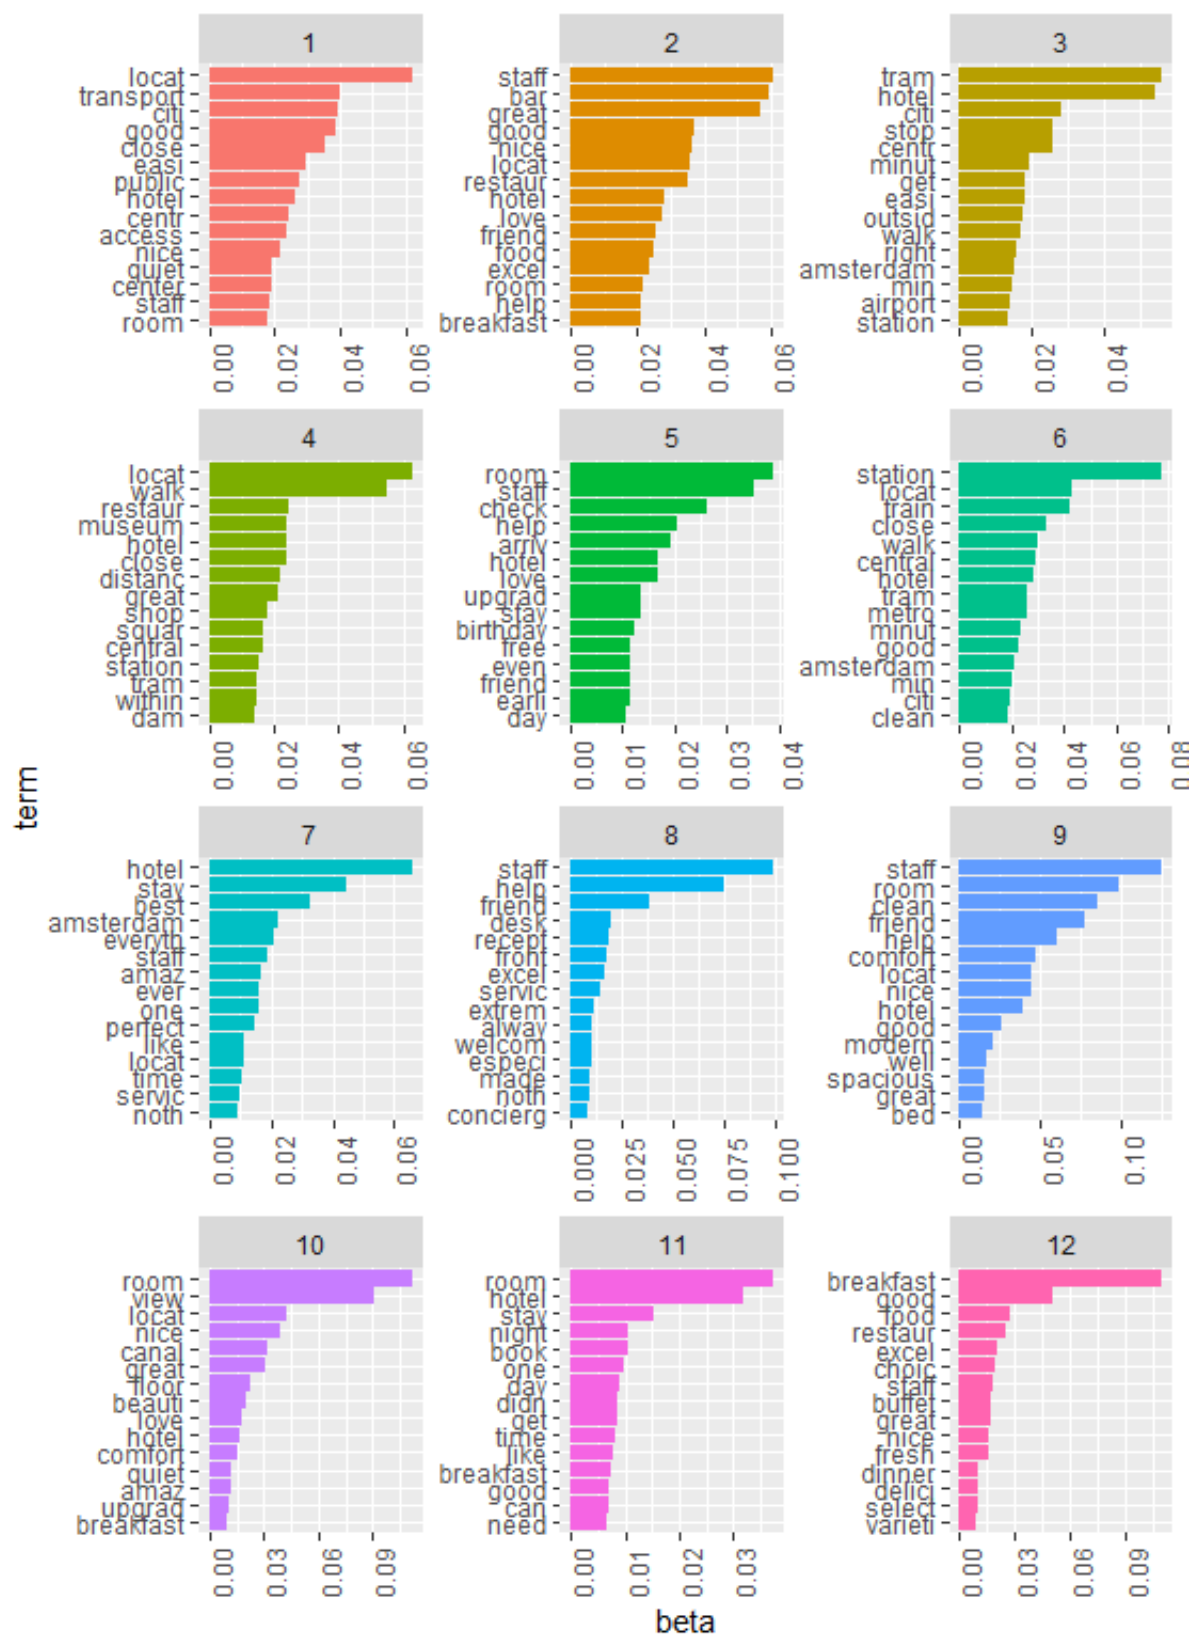 1
locat
transport
citi
good
close
easi
public
hotel
centr
access
nice
quiet
center
staff
room
0.00 0.02 0.04 0.06
2
staff
bar
great
good
nice
locat
restaur
hotel
love
friend
food
excel
room
help
breakfast
0.00 0.02 0.04 0.06
3
tram
hotel
citi
stop
centr
minut
get
easi
outsid
walk
right
amsterdam
min
airport
station
0.00 0.02 0.04
4
locat
walk
restaur
museum
hotel
close
distanc
great
shop
squar
central
station
tram
within
dam
0.00 0.02 0.04 0.06
5
room
staff
check
help
arriv
hotel
love
upgrad
stay
birthday
free
even
friend
earli
day
0.00 0.01 0.02 0.03 0.04
6
station
locat
train
close
walk
central
hotel
tram
metro
minut
good
amsterdam
min
citi
clean
0.00 0.02 0.04 0.06 0.08
term
7
hotel
stay
best
amsterdam
everyth
staff
amaz
ever
one
perfect
like
locat
time
servic
noth
0.00 0.02 0.04 0.06
8
staff
help
friend
desk
recept
front
excel
servic
extrem
alway
welcom
especi
made
noth
concierg
0.000 0.025 0.050 0.075 0.100
9
staff
room
clean
friend
help
comfort
locat
nice
hotel
good
modern
well
spacious
great
bed
0.00 0.05 0.10
10
room
view
locat
nice
canal
great
floor
beauti
love
hotel
comfort
quiet
amaz
upgrad
breakfast
0.00 0.03 0.06 0.09
11
room
hotel
stay
night
book
one
day
didn
get
time
like
breakfast
good
can
need
0.00 0.01 0.02 0.03
12
breakfast
good
food
restaur
excel
choic
staff
buffet
great
nice
fresh
dinner
delici
select
varieti
0.00 0.03 0.06 0.09
beta